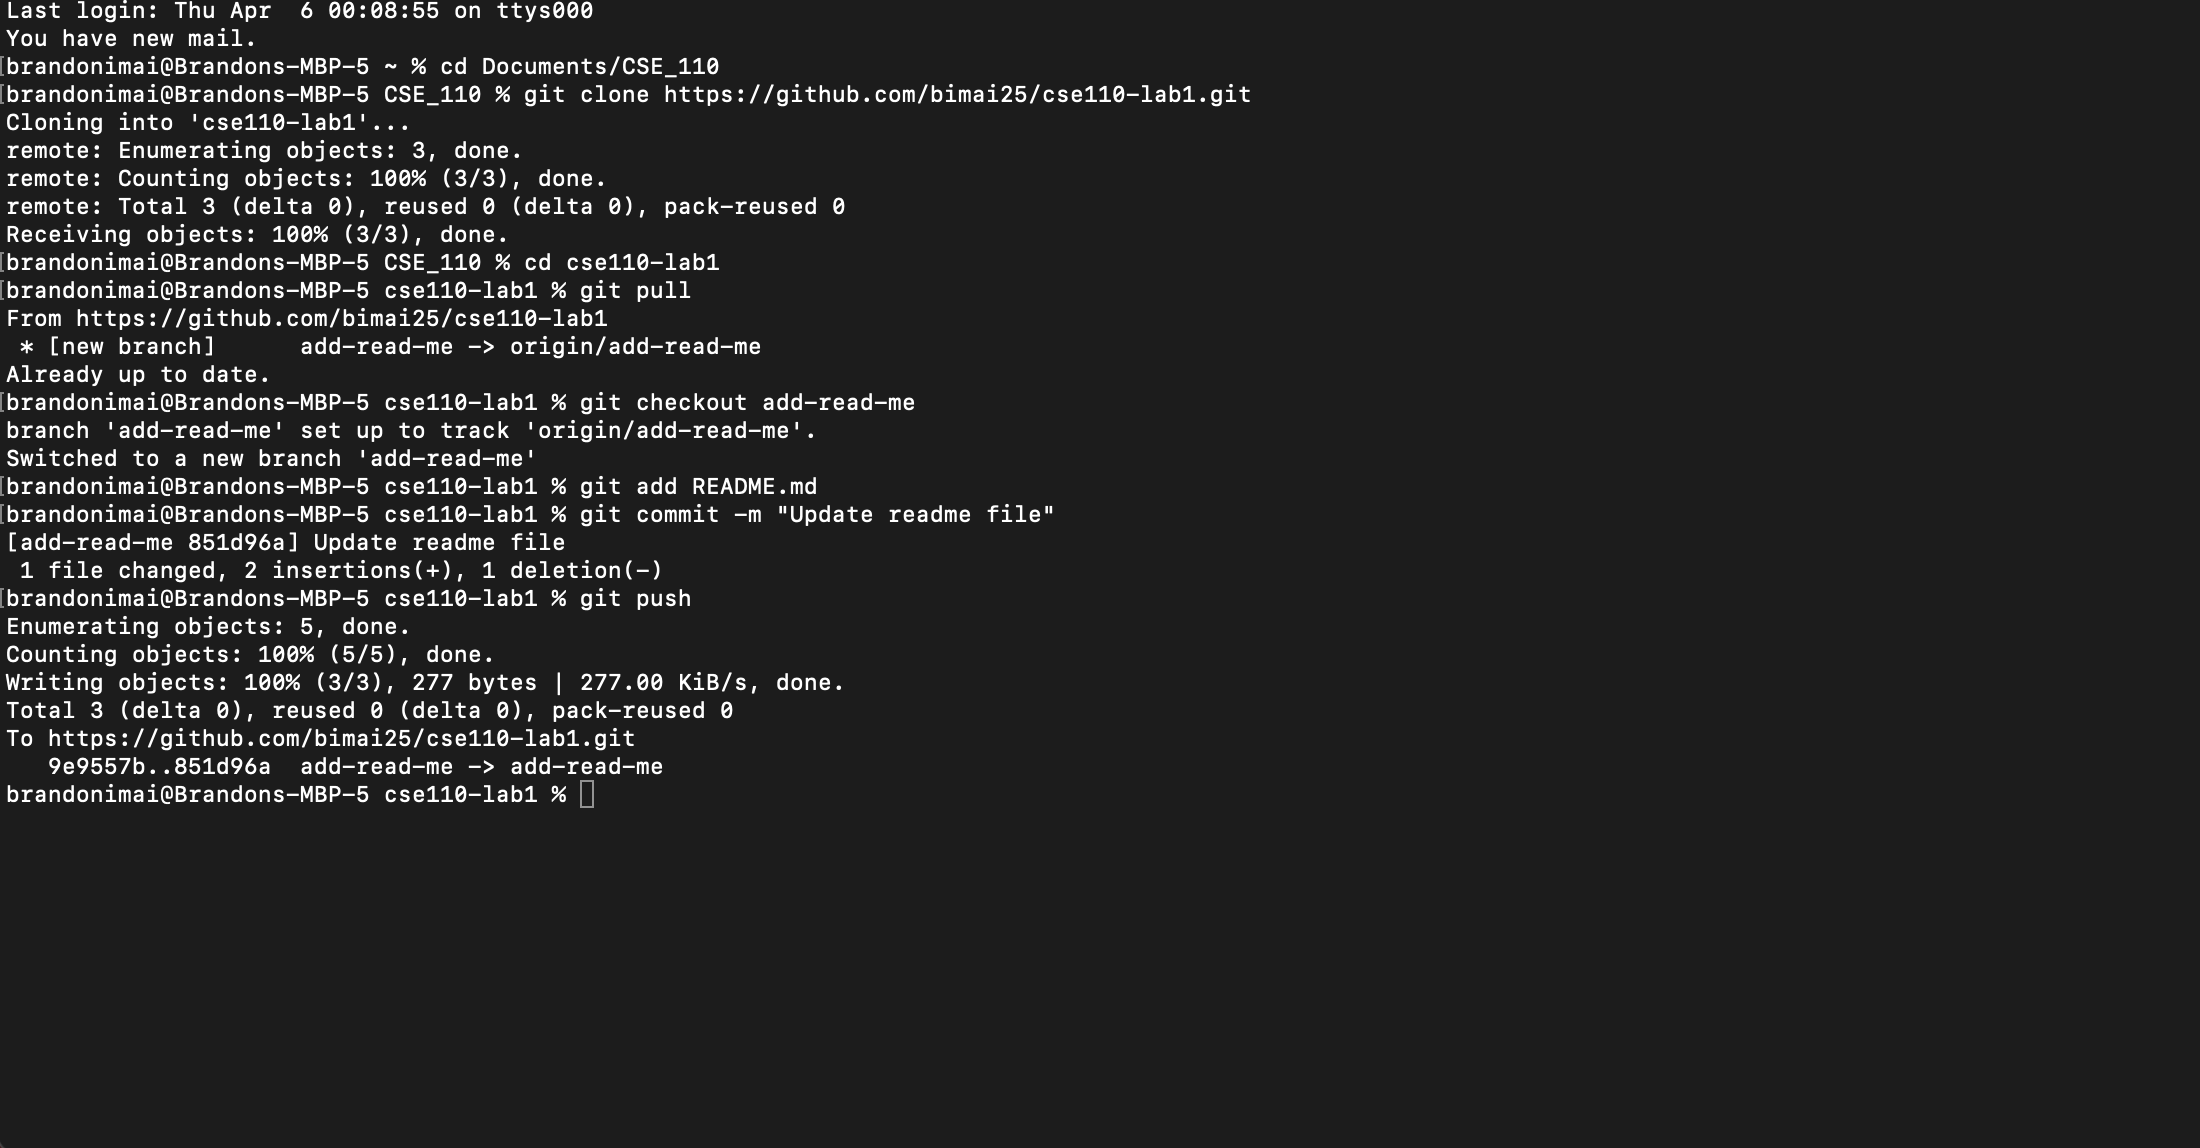 Last login: Thu Apr  6 00:08:55 on ttys000
You have new mail.
[brandonimai@Brandons-MBP-5 ~ % cd Documents/CSE_110
[brandonimai@Brandons-MBP-5 CSE_110 % git clone https://github.com/bimai25/cse110-lab1.git
Cloning into 'cse110-lab1'...
remote: Enumerating objects: 3, done.
remote: Counting objects: 100% (3/3), done.
remote: Total 3 (delta 0), reused 0 (delta 0), pack-reused 0
Receiving objects: 100% (3/3), done.
[brandonimai@Brandons-MBP-5 CSE_110 % cd cse110-lab1
[brandonimai@Brandons-MBP-5 cse110-lab1 % git pull
From https://github.com/bimai25/cse110-lab1
 * [new branch]      add-read-me -> origin/add-read-me
Already up to date.
[brandonimai@Brandons-MBP-5 cse110-lab1 % git checkout add-read-me
branch 'add-read-me' set up to track 'origin/add-read-me'.
Switched to a new branch 'add-read-me'
[brandonimai@Brandons-MBP-5 cse110-lab1 % git add README.md
[brandonimai@Brandons-MBP-5 cse110-lab1 % git commit -m "Update readme file"
[add-read-me 851d96a] Update readme file
 1 file changed, 2 insertions(+), 1 deletion(-)
[brandonimai@Brandons-MBP-5 cse110-lab1 % git push
Enumerating objects: 5, done.
Counting objects: 100% (5/5), done.
Writing objects: 100% (3/3), 277 bytes | 277.00 KiB/s, done.
Total 3 (delta 0), reused 0 (delta 0), pack-reused 0
To https://github.com/bimai25/cse110-lab1.git
   9e9557b..851d96a  add-read-me -> add-read-me
brandonimai@Brandons-MBP-5 cse110-lab1 %